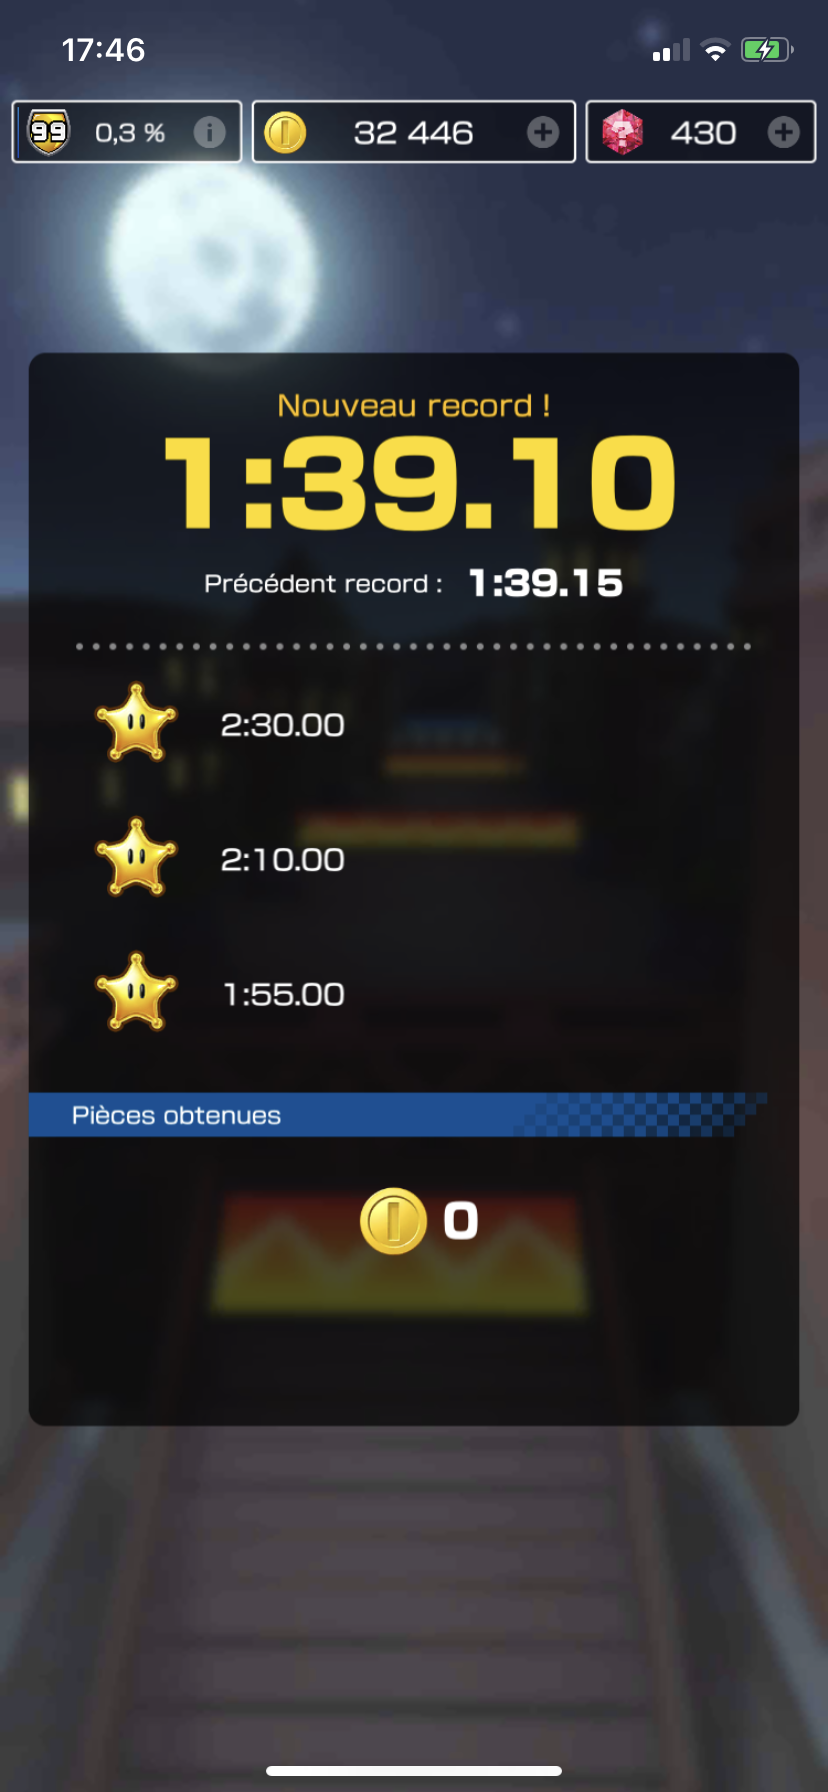 17:46
99 0,3 % i 32 446 + ? 430 +
Nouveau record !
1:39.10
Précédent record : 1:39.15
2:30.00
2:10.00
1:55.00
Pièces obtenues
0